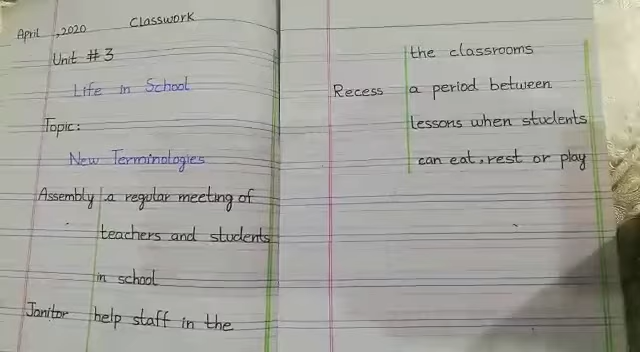 April ,2020 Classwork
Unit #3
Life in School
Topic:
New Terminologies
Assembly a regular meeting of
teachers and students
in school
Janitor help staff in the
the classrooms
Recess a period between
lessons when students
can eat, rest or play